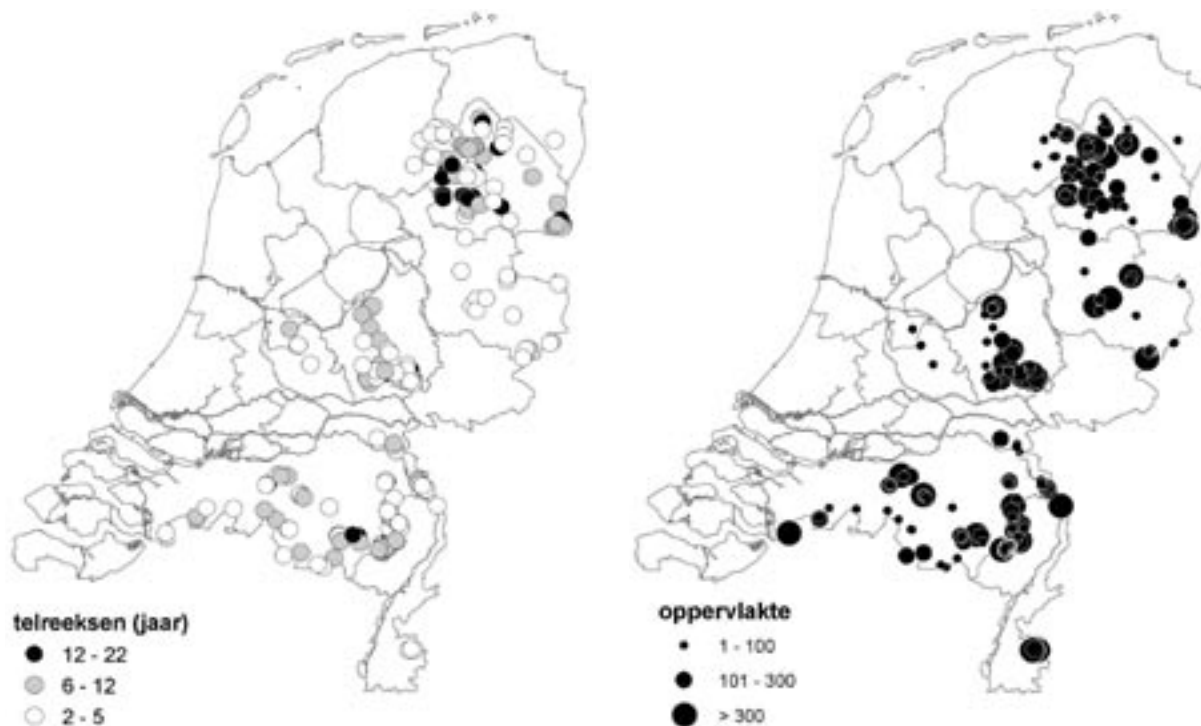 telreeksen (jaar)
12 - 22
6 - 12
2 - 5
oppervlakte
1 - 100
101 - 300
> 300